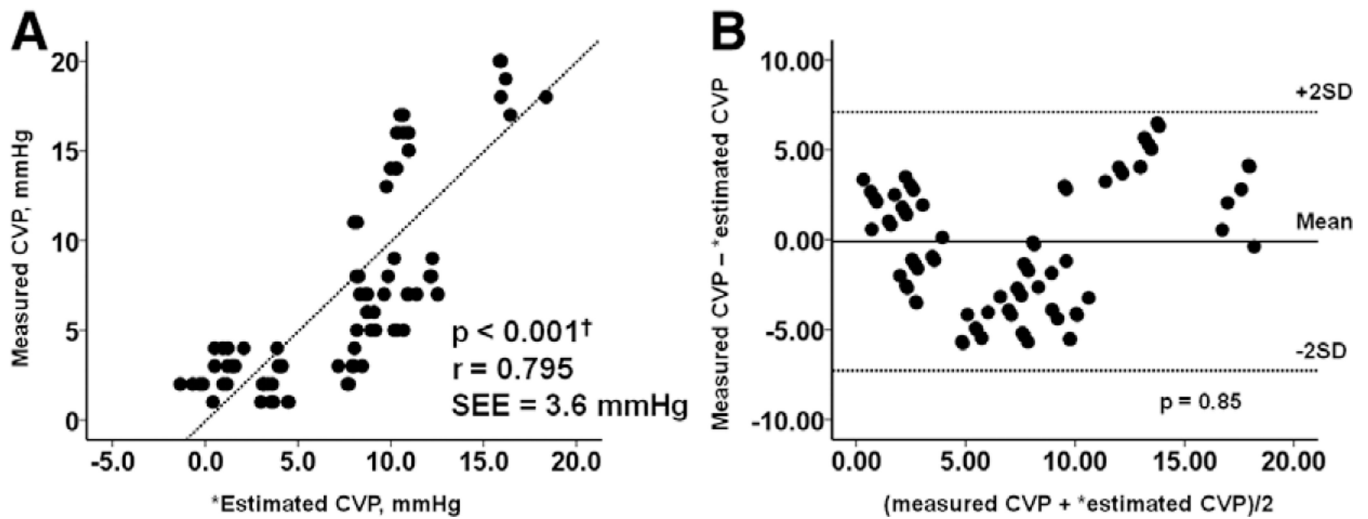 A
Measured CVP, mmHg
20
15
10
5
0
p < 0.001†
r = 0.795
SEE = 3.6 mmHg
-5.0 0.0 5.0 10.0 15.0 20.0
*Estimated CVP, mmHg
B
Measured CVP − *estimated CVP
10.00
5.00
0.00
-5.00
-10.00
+2SD
Mean
-2SD
p = 0.85
0.00 5.00 10.00 15.00 20.00
(measured CVP + *estimated CVP)/2